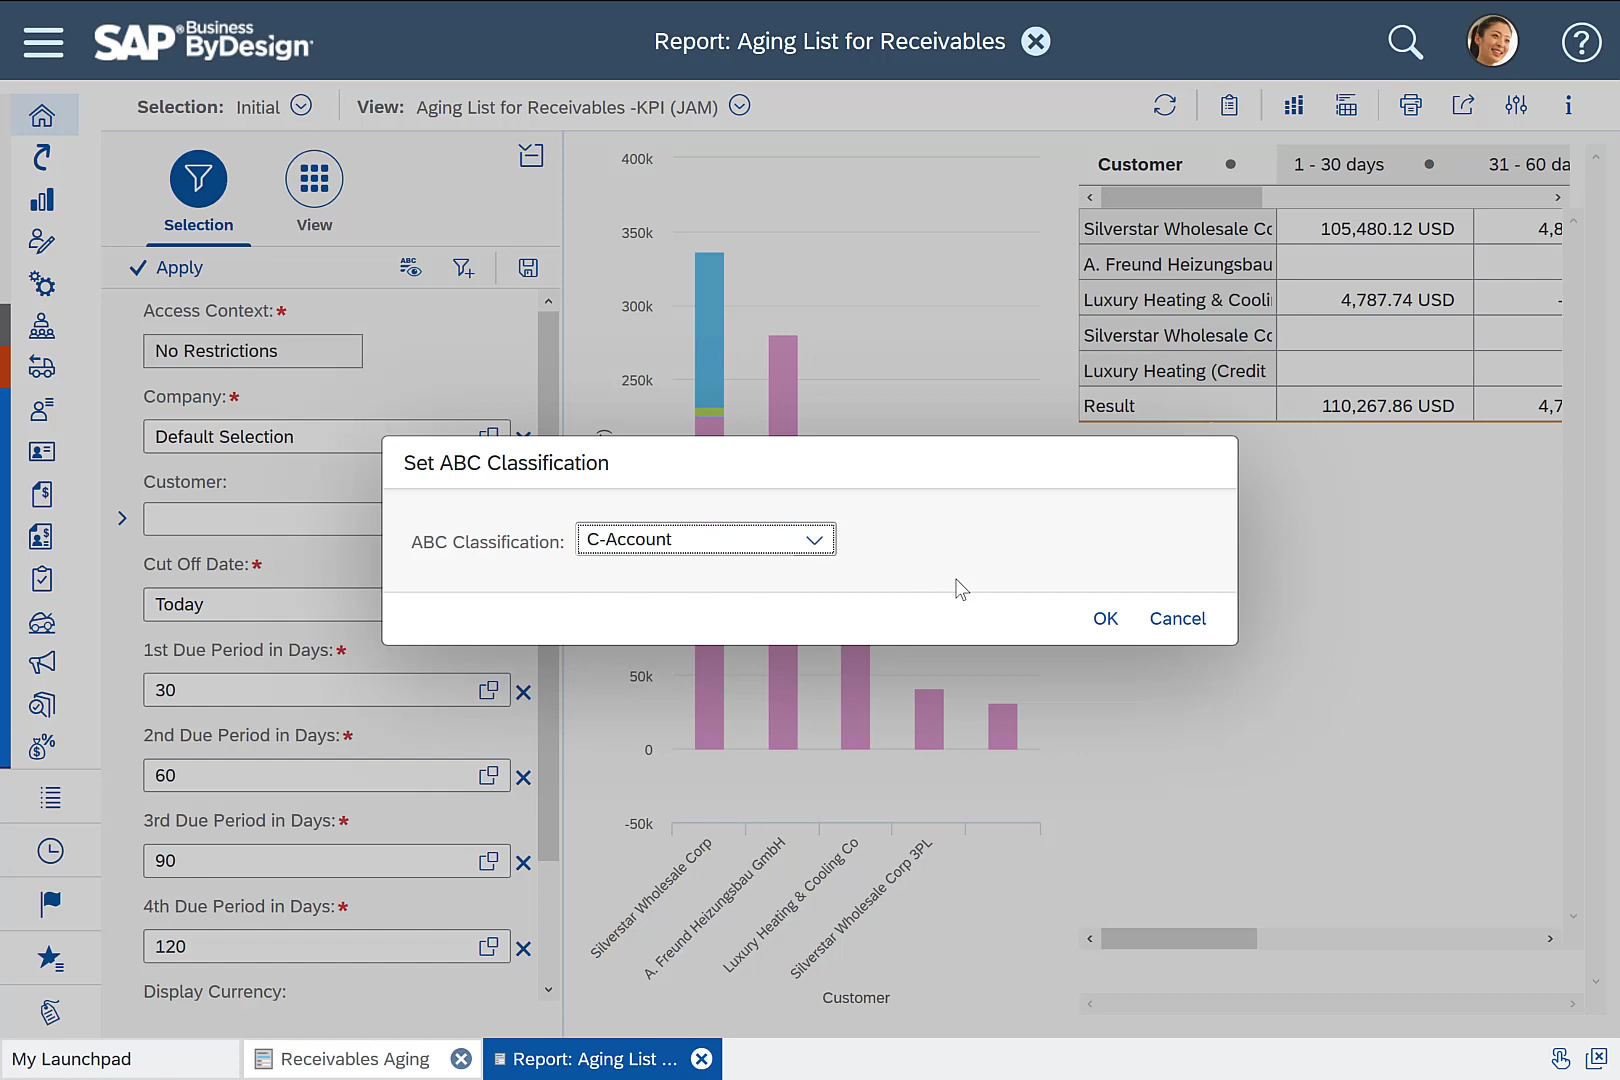 SAP Business ByDesign
Report: Aging List for Receivables
Selection: Initial
View: Aging List for Receivables -KPI (JAM)
Selection
View
Apply
ABC
Access Context:*
No Restrictions
Company:*
Default Selection
Customer:
Cut Off Date:*
Today
1st Due Period in Days:*
30
2nd Due Period in Days:*
60
3rd Due Period in Days:*
90
4th Due Period in Days:*
120
Display Currency:
400k
350k
300k
250k
50k
0
-50k
Silverstar Wholesale Corp
A. Freund Heizungsbau GmbH
Luxury Heating & Cooling Co
Silverstar Wholesale Corp 3PL
Customer
Customer 1 - 30 days 31 - 60 da
Silverstar Wholesale Cc 105,480.12 USD 4,8
A. Freund Heizungsbau
Luxury Heating & Cooli 4,787.74 USD -
Silverstar Wholesale Cc
Luxury Heating (Credit
Result 110,267.86 USD 4,7
Set ABC Classification
ABC Classification: C-Account
OK Cancel
My Launchpad
Receivables Aging
Report: Aging List ...